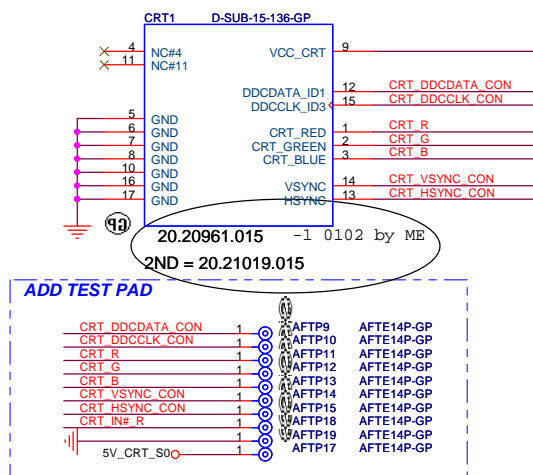 CRT1 D-SUB-15-136-GP
4 NC#4 VCC_CRT 9
11 NC#11
DDCDATA_ID1 12 CRT_DDCDATA_CON
DDCCLK_ID3 15 CRT_DDCCLK_CON
5 GND
6 GND CRT_RED 1 CRT_R
7 GND CRT_GREEN 2 CRT_G
8 GND CRT_BLUE 3 CRT_B
10 GND
16 GND VSYNC 14 CRT_VSYNC_CON
17 GND HSYNC 13 CRT_HSYNC_CON
GP
20.20961.015 -1 0102 by ME
2ND = 20.21019.015
ADD TEST PAD
CRT_DDCDATA_CON 1 AFTP9 AFTE14P-GP
CRT_DDCCLK_CON 1 AFTP10 AFTE14P-GP
CRT_R 1 AFTP11 AFTE14P-GP
CRT_G 1 AFTP12 AFTE14P-GP
CRT_B 1 AFTP13 AFTE14P-GP
CRT_VSYNC_CON 1 AFTP14 AFTE14P-GP
CRT_HSYNC_CON 1 AFTP15 AFTE14P-GP
CRT_IN#_R 1 AFTP18 AFTE14P-GP
1 AFTP19 AFTE14P-GP
5V_CRT_S0 1 AFTP17 AFTE14P-GP